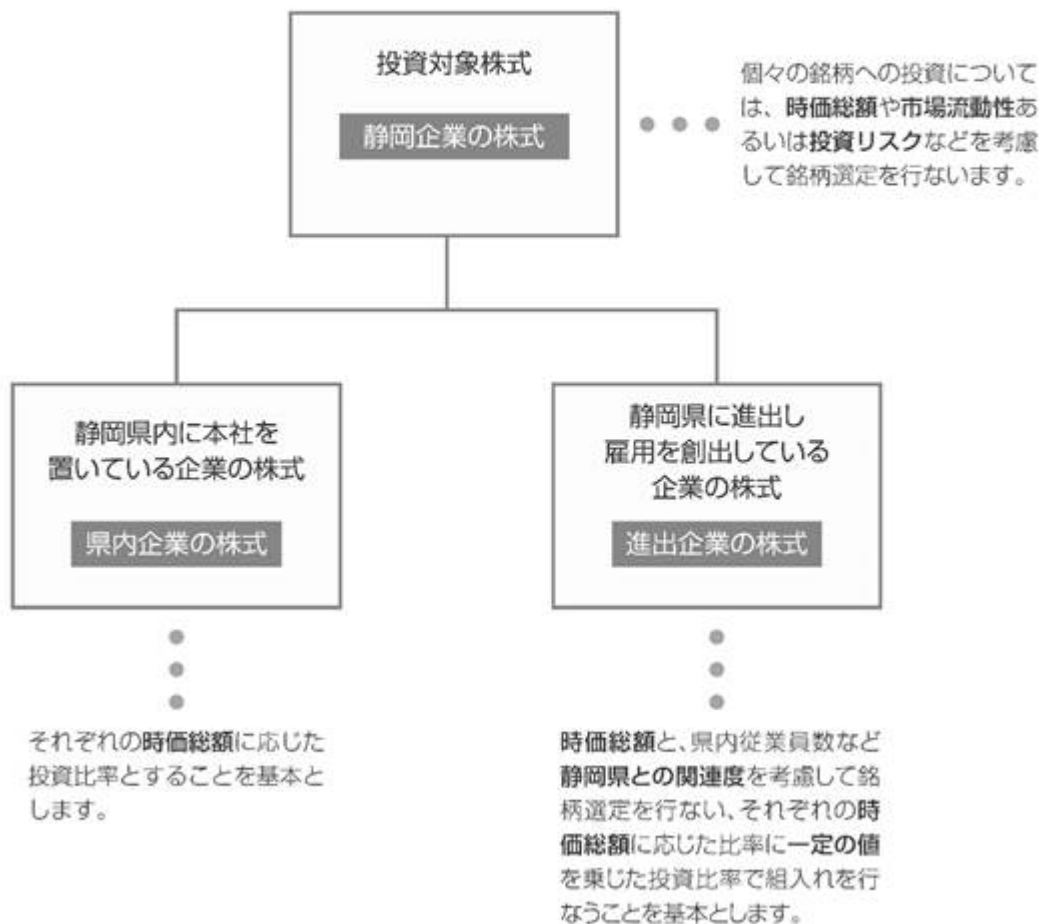 投資対象株式
静岡企業の株式
個々の銘柄への投資について
は、時価総額や市場流動性あ
るいは投資リスクなどを考慮
して銘柄選定を行ないます。
静岡県内に本社を
置いている企業の株式
県内企業の株式
静岡県に進出し
雇用を創出している
企業の株式
進出企業の株式
それぞれの時価総額に応じた
投資比率とすることを基本と
します。
時価総額と、県内従業員数など
静岡県との関連度を考慮して銘
柄選定を行ない、それぞれの時
価総額に応じた比率に一定の値
を乗じた投資比率で組入れを行
なうことを基本とします。